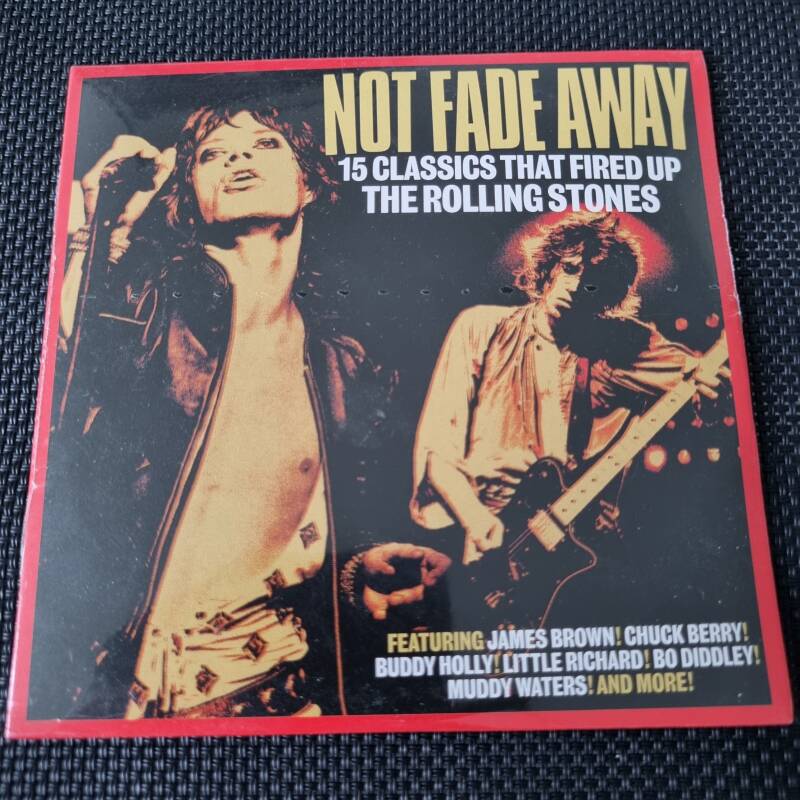 NOT FADE AWAY
15 CLASSICS THAT FIRED UP
THE ROLLING STONES
FEATURING JAMES BROWN! CHUCK BERRY!
BUDDY HOLLY! LITTLE RICHARD! BO DIDDLEY!
MUDDY WATERS! AND MORE!